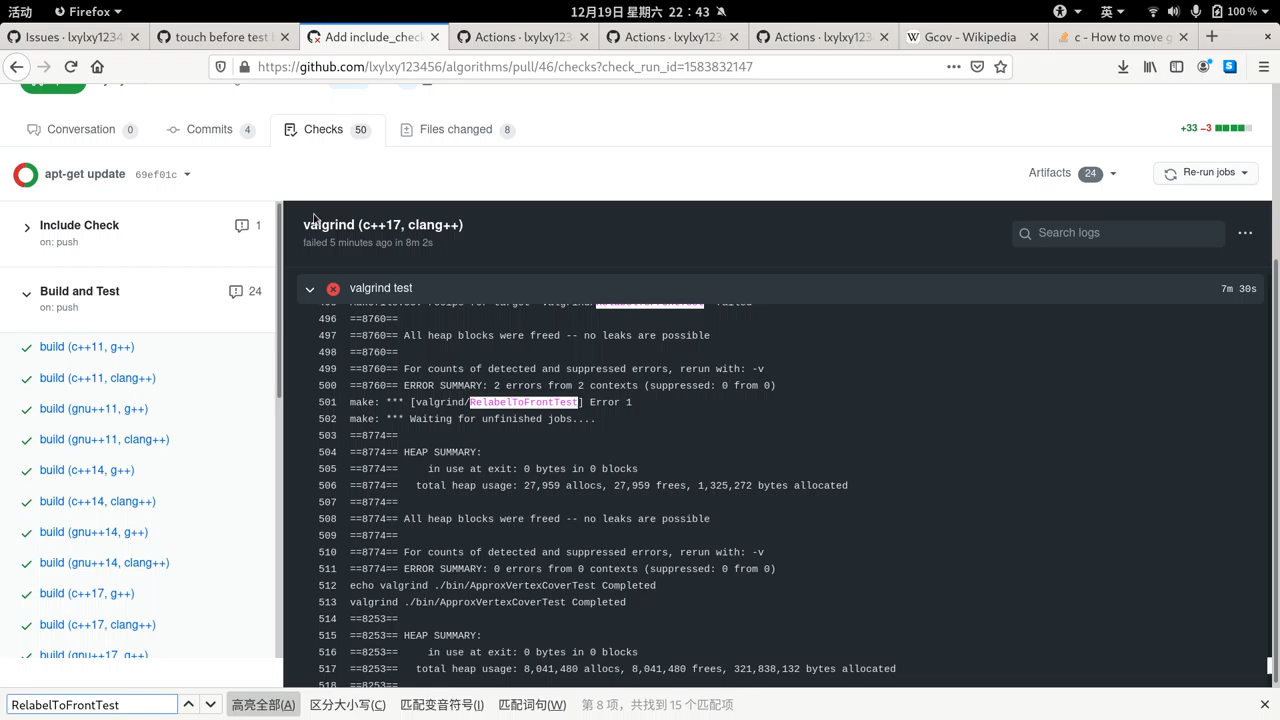 活动 Firefox 12月19日 星期六 22：43 英 100 %
Issues · lxylxy1234 touch before test Add include_chec Actions · lxylxy123 Actions · lxylxy123 Actions · lxylxy123 Gcov - Wikipedia c - How to move g
https://github.com/lxylxy123456/algorithms/pull/46/checks?check_run_id=1583832147
Conversation 0 Commits 4 Checks 50 Files changed 8 +33 −3
apt-get update 69ef01c Artifacts 24 Re-run jobs
Include Check 1
on: push
Build and Test 24
on: push
build (c++11, g++)
build (c++11, clang++)
build (gnu++11, g++)
build (gnu++11, clang++)
build (c++14, g++)
build (c++14, clang++)
build (gnu++14, g++)
build (gnu++14, clang++)
build (c++17, g++)
build (c++17, clang++)
build (gnu++17, g++)
valgrind (c++17, clang++)
failed 5 minutes ago in 8m 2s
Search logs
valgrind test 7m 30s
496 ==8760==
497 ==8760== All heap blocks were freed -- no leaks are possible
498 ==8760==
499 ==8760== For counts of detected and suppressed errors, rerun with: -v
500 ==8760== ERROR SUMMARY: 2 errors from 2 contexts (suppressed: 0 from 0)
501 make: *** [valgrind/RelabelToFrontTest] Error 1
502 make: *** Waiting for unfinished jobs....
503 ==8774==
504 ==8774== HEAP SUMMARY:
505 ==8774== in use at exit: 0 bytes in 0 blocks
506 ==8774== total heap usage: 27,959 allocs, 27,959 frees, 1,325,272 bytes allocated
507 ==8774==
508 ==8774== All heap blocks were freed -- no leaks are possible
509 ==8774==
510 ==8774== For counts of detected and suppressed errors, rerun with: -v
511 ==8774== ERROR SUMMARY: 0 errors from 0 contexts (suppressed: 0 from 0)
512 echo valgrind ./bin/ApproxVertexCoverTest Completed
513 valgrind ./bin/ApproxVertexCoverTest Completed
514 ==8253==
515 ==8253== HEAP SUMMARY:
516 ==8253== in use at exit: 0 bytes in 0 blocks
517 ==8253== total heap usage: 8,041,480 allocs, 8,041,480 frees, 321,838,132 bytes allocated
518 ==8253==
RelabelToFrontTest 高亮全部(A) 区分大小写(C) 匹配变音符号(I) 匹配词句(W) 第 8 项，共找到 15 个匹配项